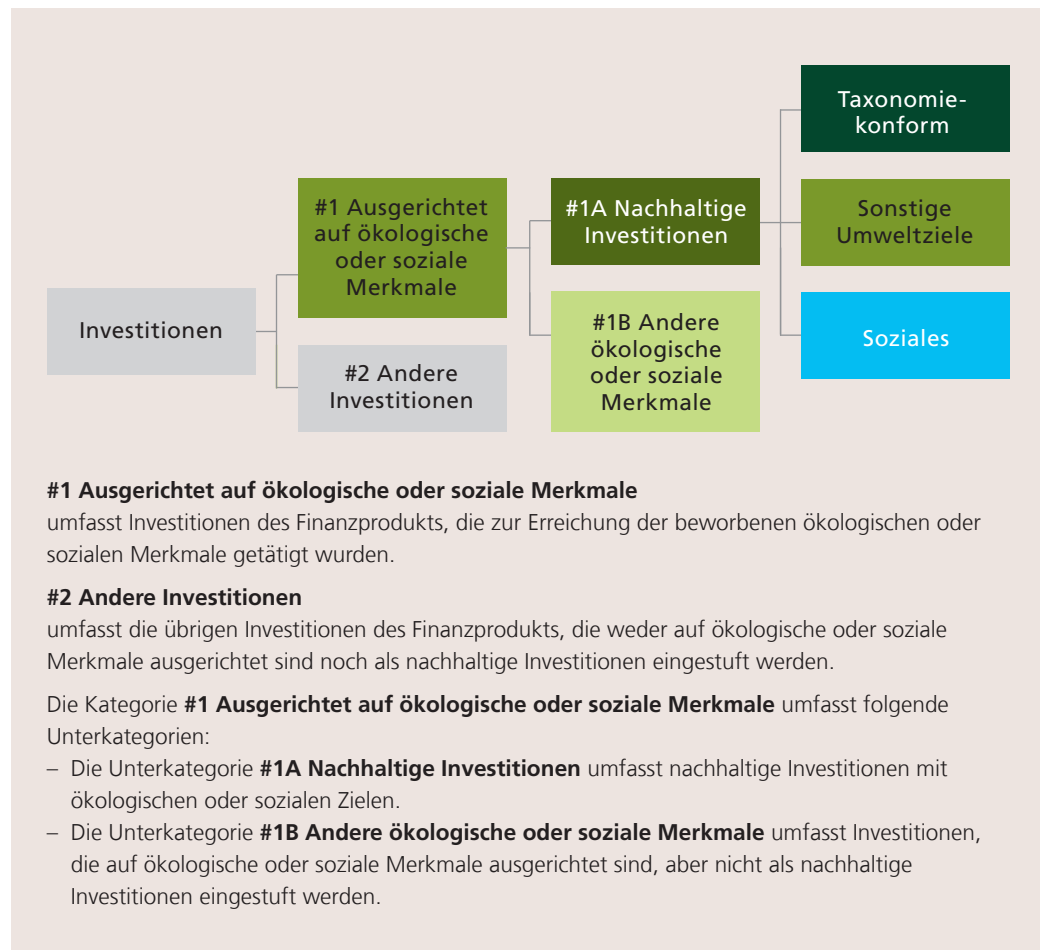 Taxonomie-
konform
#1 Ausgerichtet
auf ökologische
oder soziale
Merkmale
#1A Nachhaltige
Investitionen
Sonstige
Umweltziele
Investitionen
#2 Andere
Investitionen
#1B Andere
ökologische
oder soziale
Merkmale
Soziales
#1 Ausgerichtet auf ökologische oder soziale Merkmale
umfasst Investitionen des Finanzprodukts, die zur Erreichung der beworbenen ökologischen oder
sozialen Merkmale getätigt wurden.
#2 Andere Investitionen
umfasst die übrigen Investitionen des Finanzprodukts, die weder auf ökologische oder soziale
Merkmale ausgerichtet sind noch als nachhaltige Investitionen eingestuft werden.
Die Kategorie #1 Ausgerichtet auf ökologische oder soziale Merkmale umfasst folgende
Unterkategorien:
– Die Unterkategorie #1A Nachhaltige Investitionen umfasst nachhaltige Investitionen mit
ökologischen oder sozialen Zielen.
– Die Unterkategorie #1B Andere ökologische oder soziale Merkmale umfasst Investitionen,
die auf ökologische oder soziale Merkmale ausgerichtet sind, aber nicht als nachhaltige
Investitionen eingestuft werden.